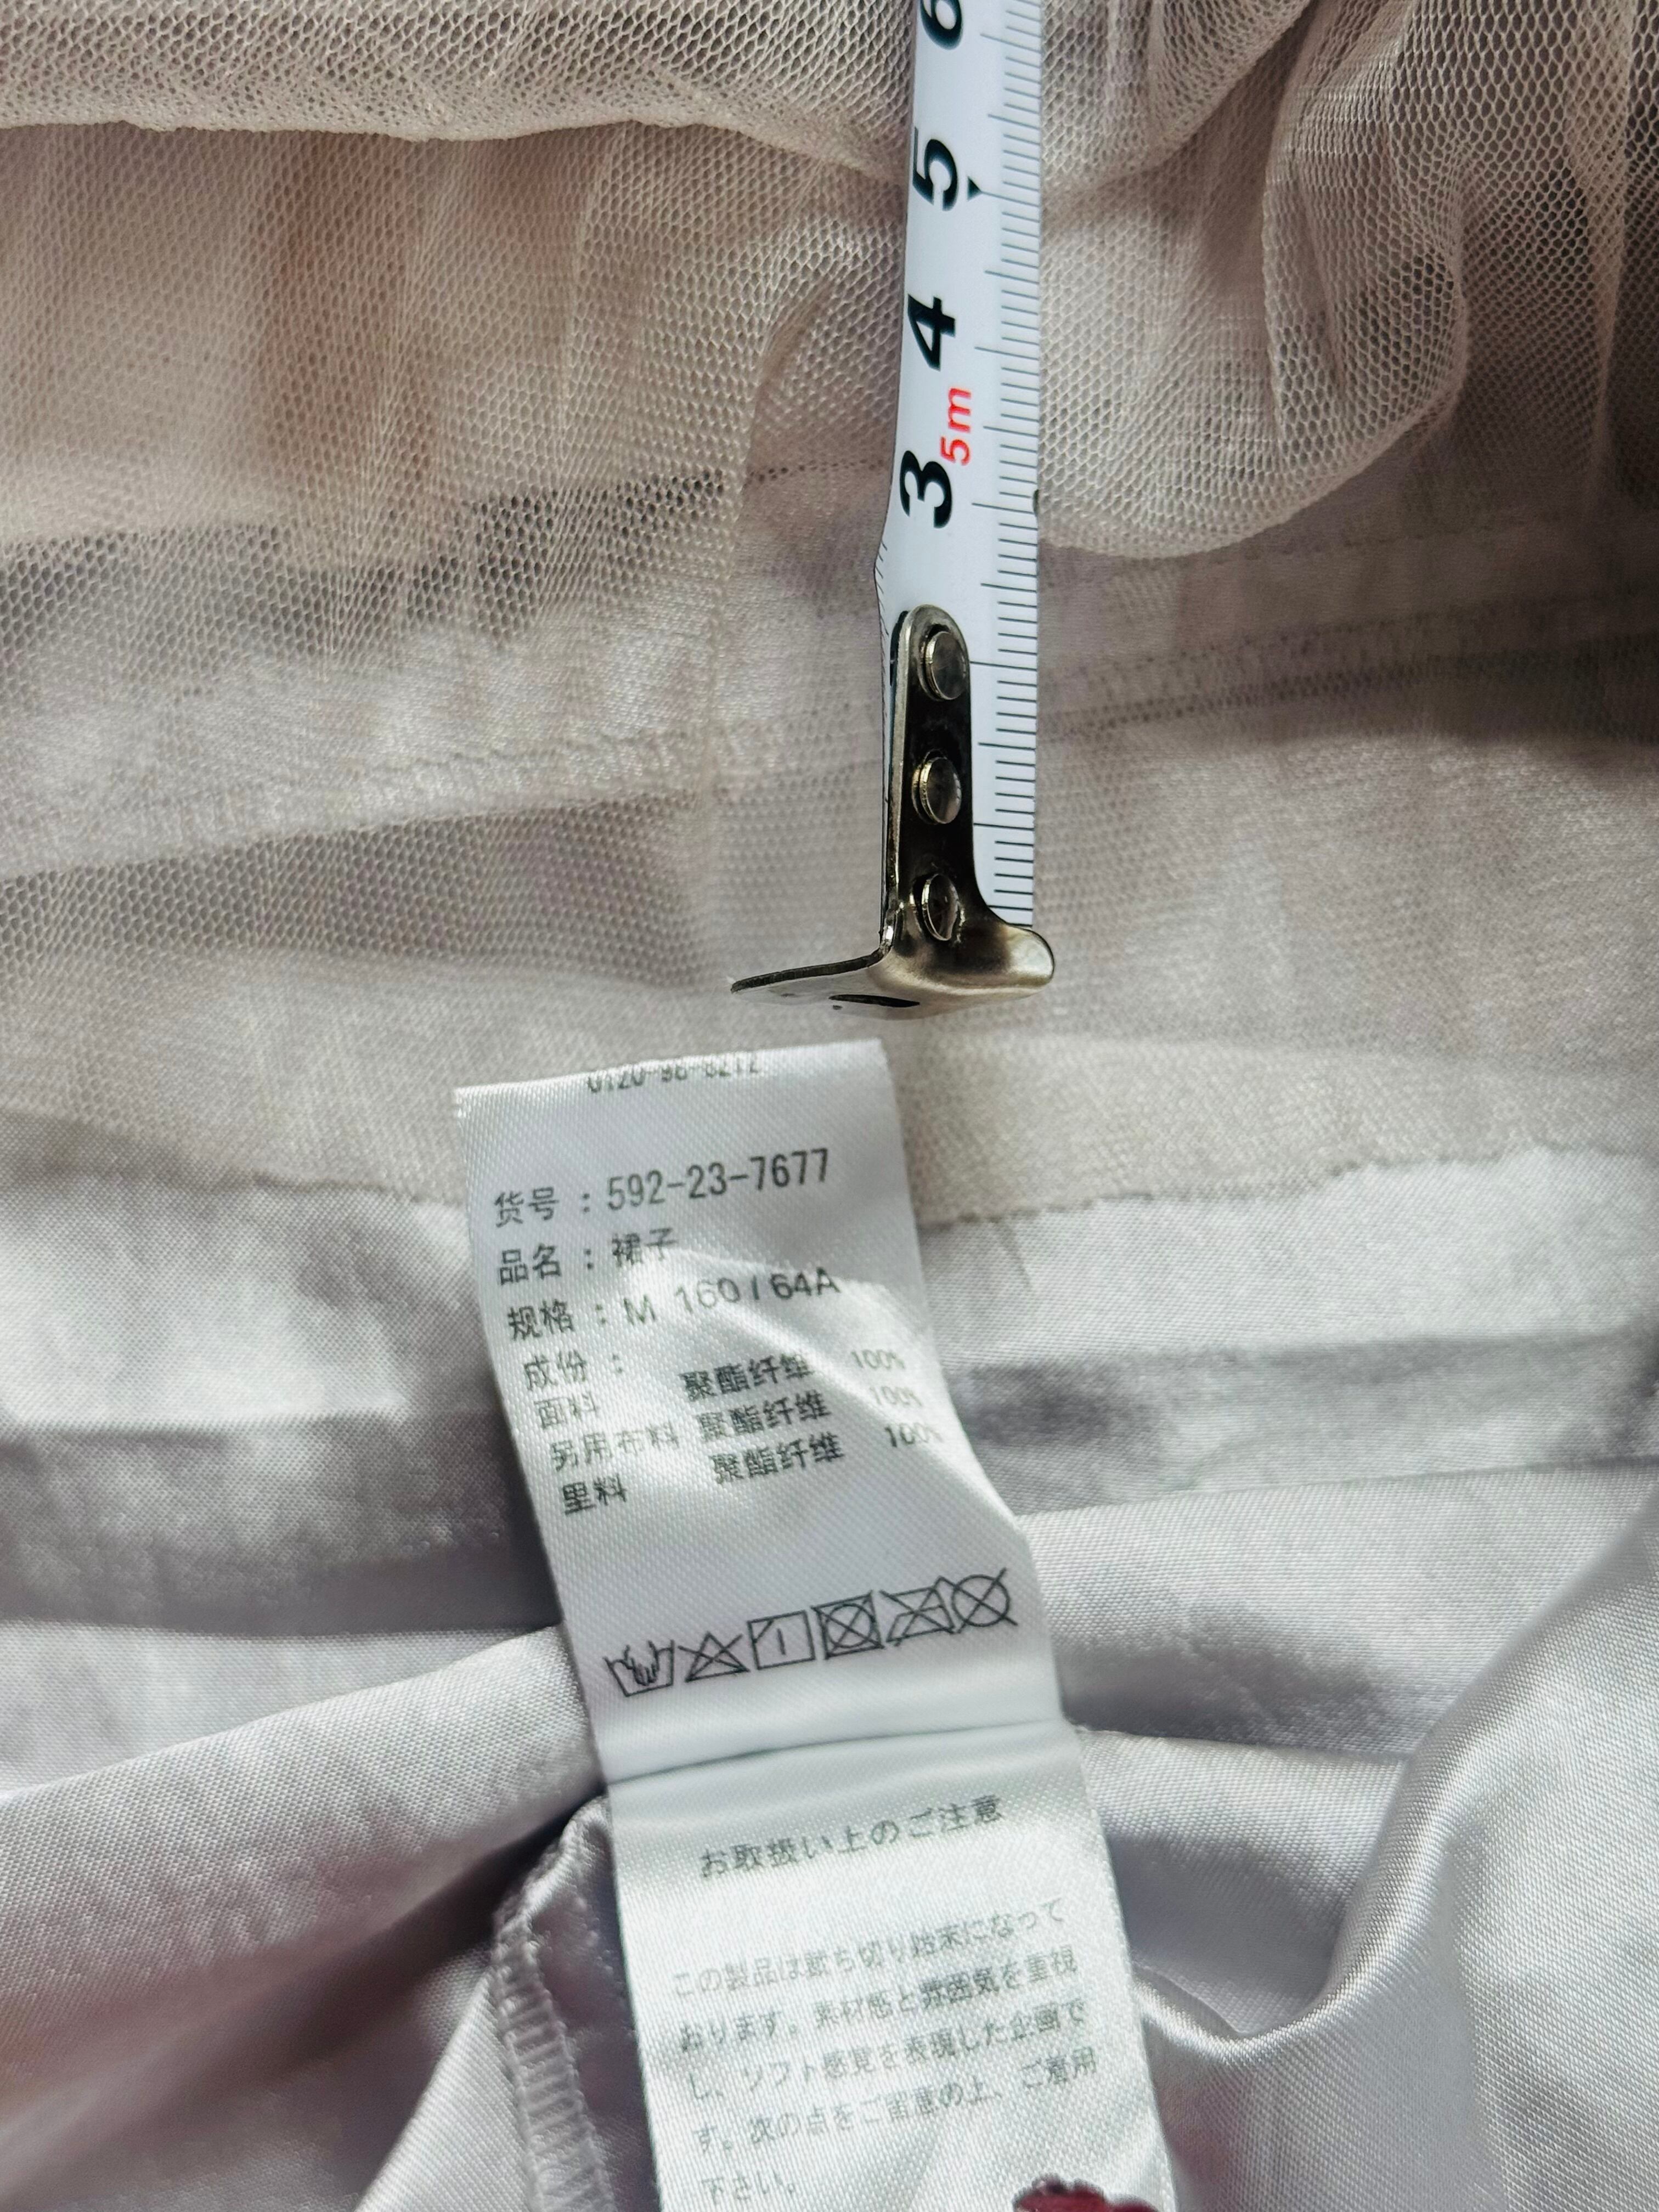 6
5
4
5m
3
0120-98-8212
货号：592-23-7677
品名：裙子
规格：M 160/64A
成份：
面料 聚酯纤维 100%
另用布料 聚酯纤维 100%
里料 聚酯纤维 100%
お取扱い上のご注意
この製品は裁ち切り始末になって
おります。素材感と雰囲気を重視
し、ソフト感覚を表現した企画で
す。次の点をご留意の上、ご着用
下さい。